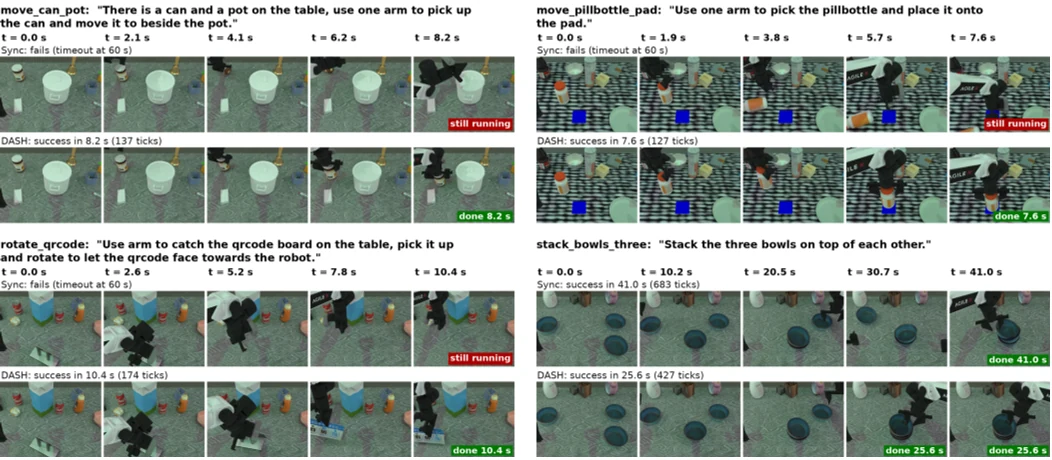 move_can_pot: "There is a can and a pot on the table, use one arm to pick up
the can and move it to beside the pot."
t = 0.0 s t = 2.1 s t = 4.1 s t = 6.2 s t = 8.2 s
Sync: fails (timeout at 60 s)
still running
DASH: success in 8.2 s (137 ticks)
done 8.2 s
move_pillbottle_pad: "Use one arm to pick the pillbottle and place it onto
the pad."
t = 0.0 s t = 1.9 s t = 3.8 s t = 5.7 s t = 7.6 s
Sync: fails (timeout at 60 s)
AGILE
still running
DASH: success in 7.6 s (127 ticks)
AGILE
done 7.6 s
rotate_qrcode: "Use arm to catch the qrcode board on the table, pick it up
and rotate to let the qrcode face towards the robot."
t = 0.0 s t = 2.6 s t = 5.2 s t = 7.8 s t = 10.4 s
Sync: fails (timeout at 60 s)
still running
DASH: success in 10.4 s (174 ticks)
done 10.4 s
stack_bowls_three: "Stack the three bowls on top of each other."
t = 0.0 s t = 10.2 s t = 20.5 s t = 30.7 s t = 41.0 s
Sync: success in 41.0 s (683 ticks)
done 41.0 s
DASH: success in 25.6 s (427 ticks)
done 25.6 s done 25.6 s